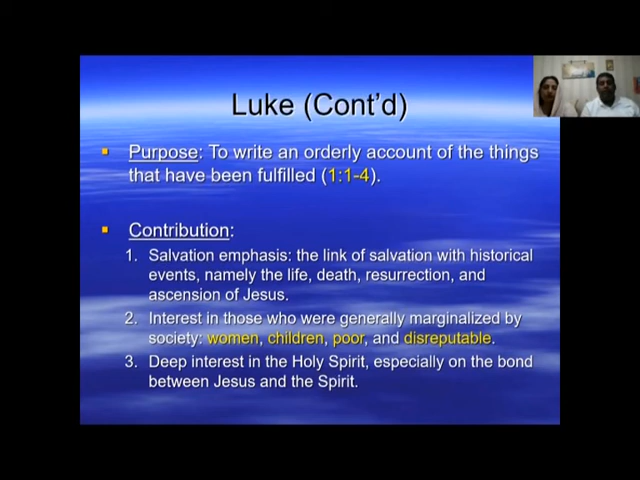 Luke (Cont'd)
Purpose: To write an orderly account of the things
that have been fulfilled (1:1-4).
Contribution:
1. Salvation emphasis: the link of salvation with historical
events, namely the life, death, resurrection, and
ascension of Jesus.
2. Interest in those who were generally marginalized by
society: women, children, poor, and disreputable.
3. Deep interest in the Holy Spirit, especially on the bond
between Jesus and the Spirit.